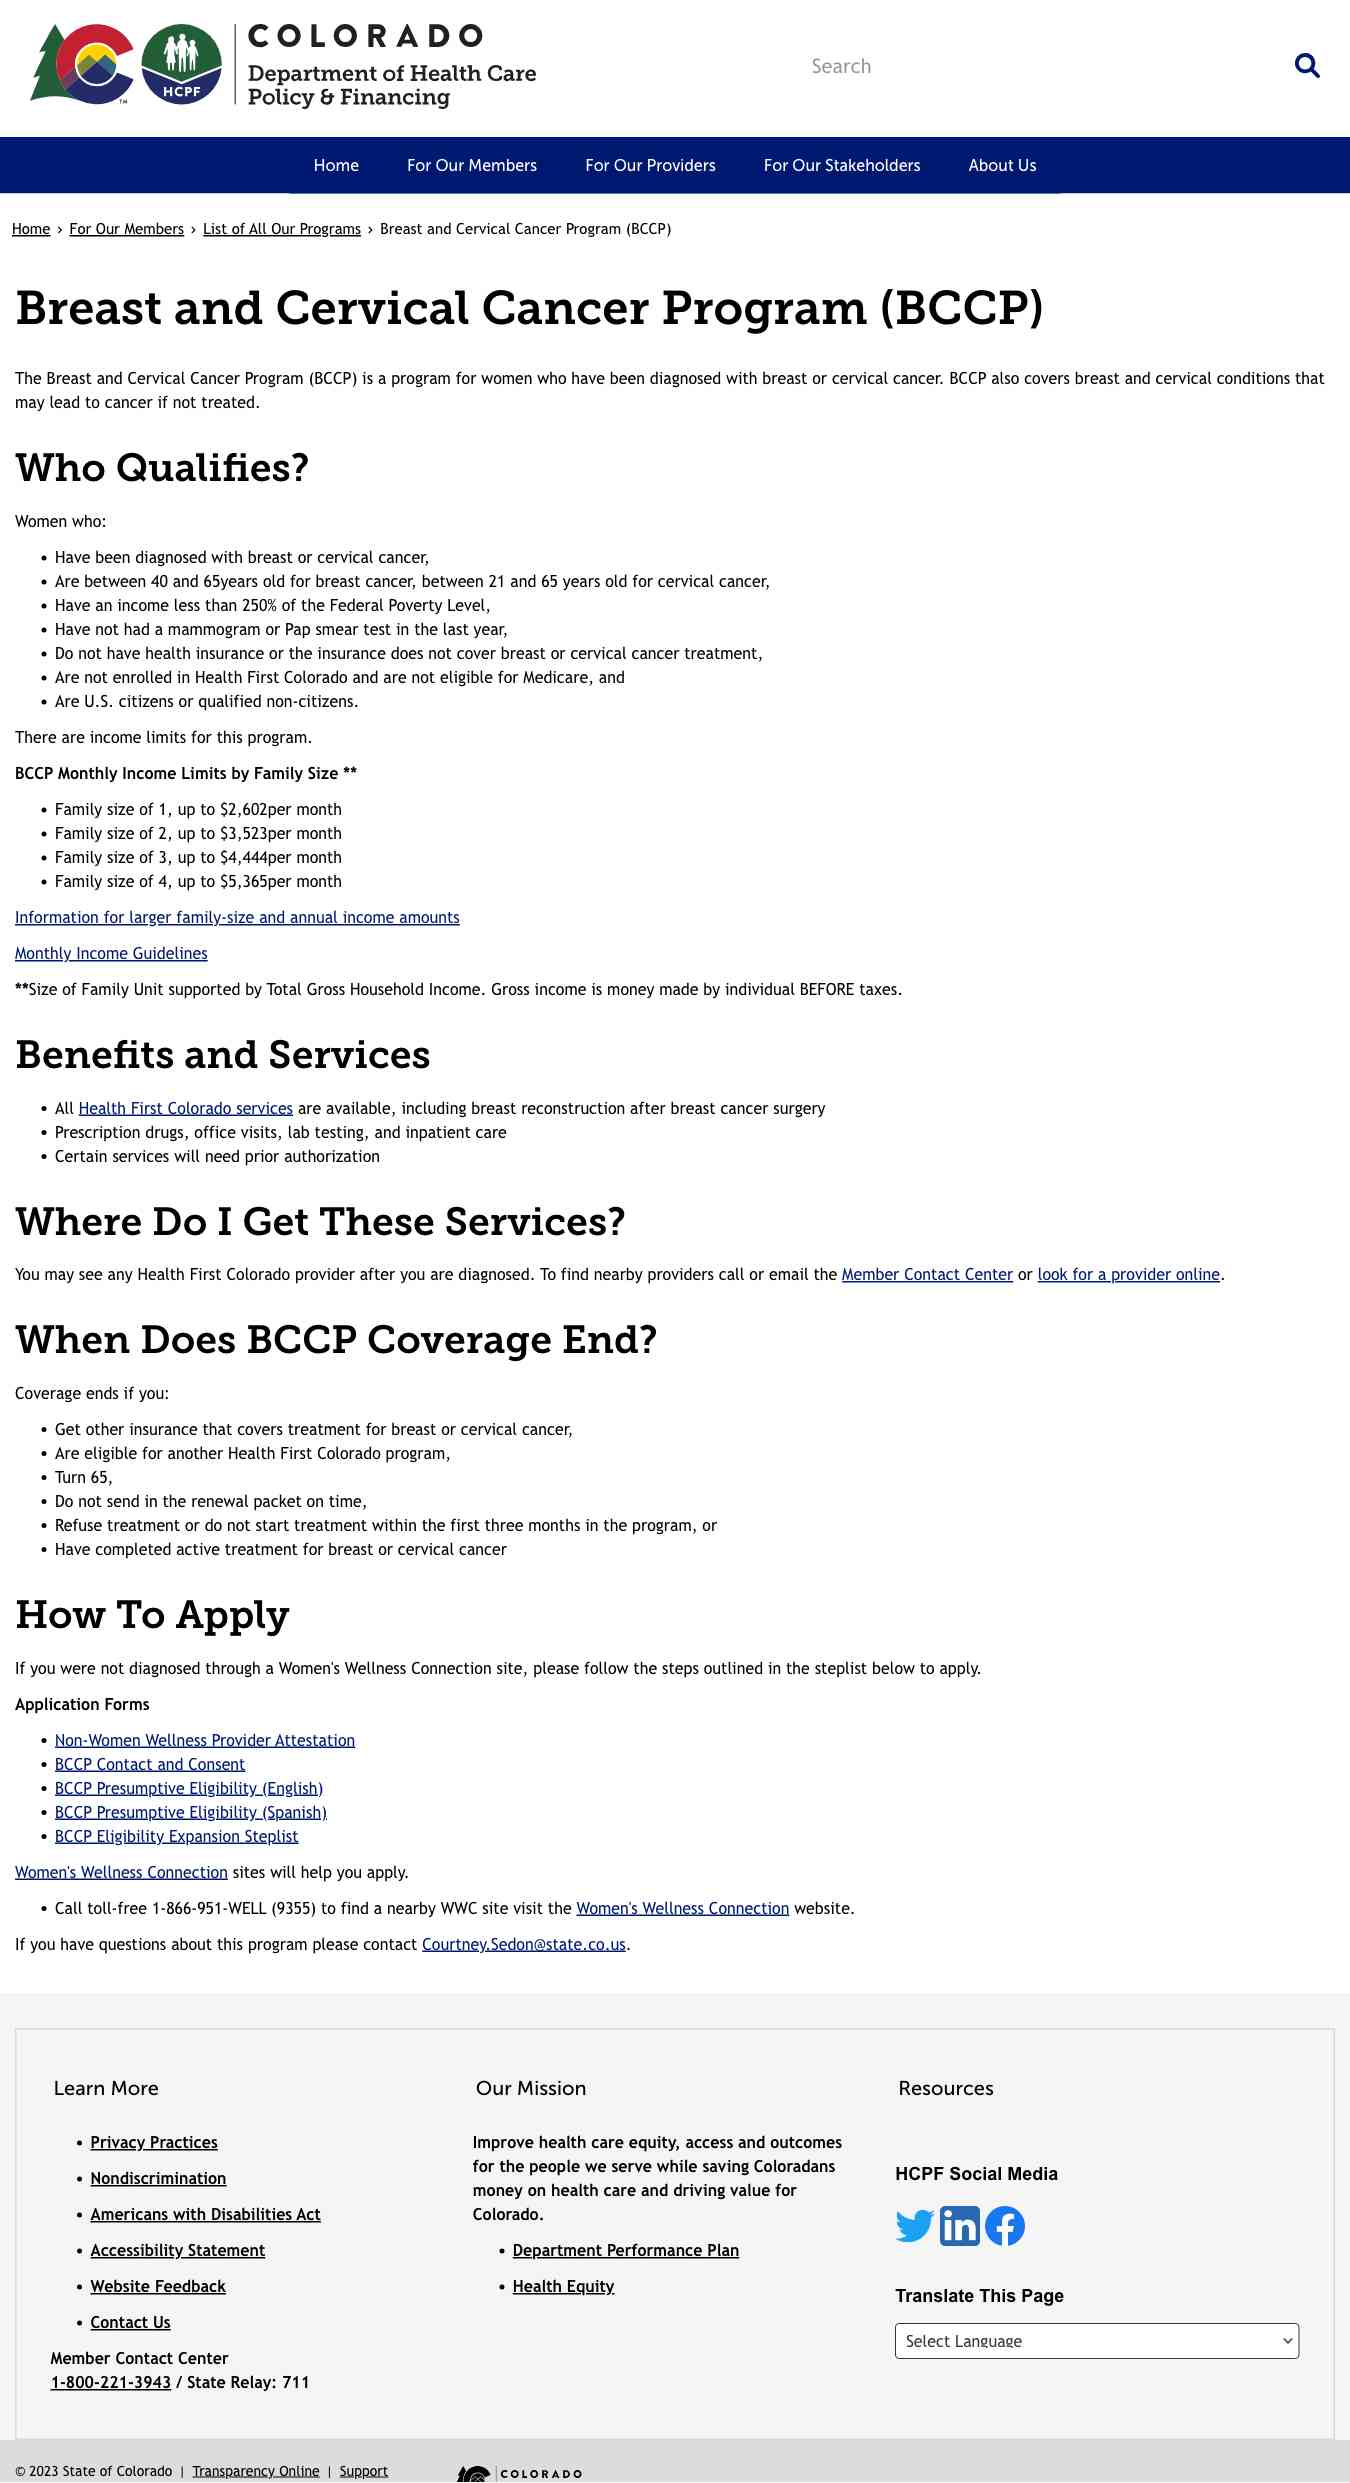 COLORADO
Department of Health Care
Policy & Financing
HCPF
TM
Search
Home
For Our Members
For Our Providers
For Our Stakeholders
About Us
Home › For Our Members › List of All Our Programs › Breast and Cervical Cancer Program (BCCP)
Breast and Cervical Cancer Program (BCCP)
The Breast and Cervical Cancer Program (BCCP) is a program for women who have been diagnosed with breast or cervical cancer. BCCP also covers breast and cervical conditions that
may lead to cancer if not treated.
Who Qualifies?
Women who:
• Have been diagnosed with breast or cervical cancer,
• Are between 40 and 65years old for breast cancer, between 21 and 65 years old for cervical cancer,
• Have an income less than 250% of the Federal Poverty Level,
• Have not had a mammogram or Pap smear test in the last year,
• Do not have health insurance or the insurance does not cover breast or cervical cancer treatment,
• Are not enrolled in Health First Colorado and are not eligible for Medicare, and
• Are U.S. citizens or qualified non-citizens.
There are income limits for this program.
BCCP Monthly Income Limits by Family Size **
• Family size of 1, up to $2,602per month
• Family size of 2, up to $3,523per month
• Family size of 3, up to $4,444per month
• Family size of 4, up to $5,365per month
Information for larger family-size and annual income amounts
Monthly Income Guidelines
**Size of Family Unit supported by Total Gross Household Income. Gross income is money made by individual BEFORE taxes.
Benefits and Services
• All Health First Colorado services are available, including breast reconstruction after breast cancer surgery
• Prescription drugs, office visits, lab testing, and inpatient care
• Certain services will need prior authorization
Where Do I Get These Services?
You may see any Health First Colorado provider after you are diagnosed. To find nearby providers call or email the Member Contact Center or look for a provider online.
When Does BCCP Coverage End?
Coverage ends if you:
• Get other insurance that covers treatment for breast or cervical cancer,
• Are eligible for another Health First Colorado program,
• Turn 65,
• Do not send in the renewal packet on time,
• Refuse treatment or do not start treatment within the first three months in the program, or
• Have completed active treatment for breast or cervical cancer
How To Apply
If you were not diagnosed through a Women's Wellness Connection site, please follow the steps outlined in the steplist below to apply.
Application Forms
• Non-Women Wellness Provider Attestation
• BCCP Contact and Consent
• BCCP Presumptive Eligibility (English)
• BCCP Presumptive Eligibility (Spanish)
• BCCP Eligibility Expansion Steplist
Women's Wellness Connection sites will help you apply.
• Call toll-free 1-866-951-WELL (9355) to find a nearby WWC site visit the Women's Wellness Connection website.
If you have questions about this program please contact Courtney.Sedon@state.co.us.
Learn More
• Privacy Practices
• Nondiscrimination
• Americans with Disabilities Act
• Accessibility Statement
• Website Feedback
• Contact Us
Member Contact Center
1-800-221-3943 / State Relay: 711
Our Mission
Improve health care equity, access and outcomes
for the people we serve while saving Coloradans
money on health care and driving value for
Colorado.
• Department Performance Plan
• Health Equity
Resources
HCPF Social Media
in
Translate This Page
Select Language
© 2023 State of Colorado | Transparency Online | Support
COLORADO